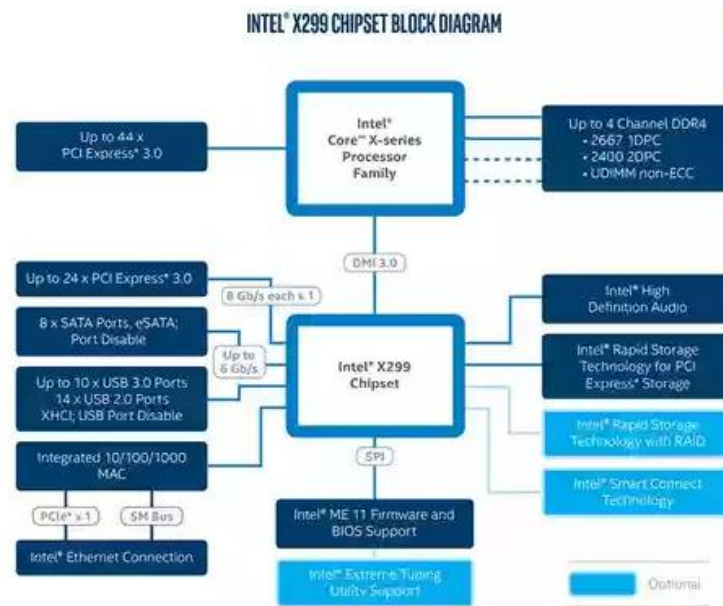 INTEL® X299 CHIPSET BLOCK DIAGRAM
Up to 44 x
PCI Express® 3.0
Intel®
Core™ X-series
Processor
Family
Up to 4 Channel DDR4
• 2667 1DPC
• 2400 2DPC
• UDIMM non-ECC
DMI 3.0
Up to 24 x PCI Express® 3.0
8 Gb/s each x 1
8 x SATA Ports, eSATA;
Port Disable
Up to
6 Gb/s
Up to 10 x USB 3.0 Ports
14 x USB 2.0 Ports
XHCI; USB Port Disable
Integrated 10/100/1000
MAC
PCIe® x 1
SM Bus
Intel® Ethernet Connection
Intel® X299
Chipset
SPI
Intel® ME 11 Firmware and
BIOS Support
Intel® Extreme Tuning
Utility Support
Intel® High
Definition Audio
Intel® Rapid Storage
Technology for PCI
Express® Storage
Intel® Rapid Storage
Technology with RAID
Intel® Smart Connect
Technology
Optional